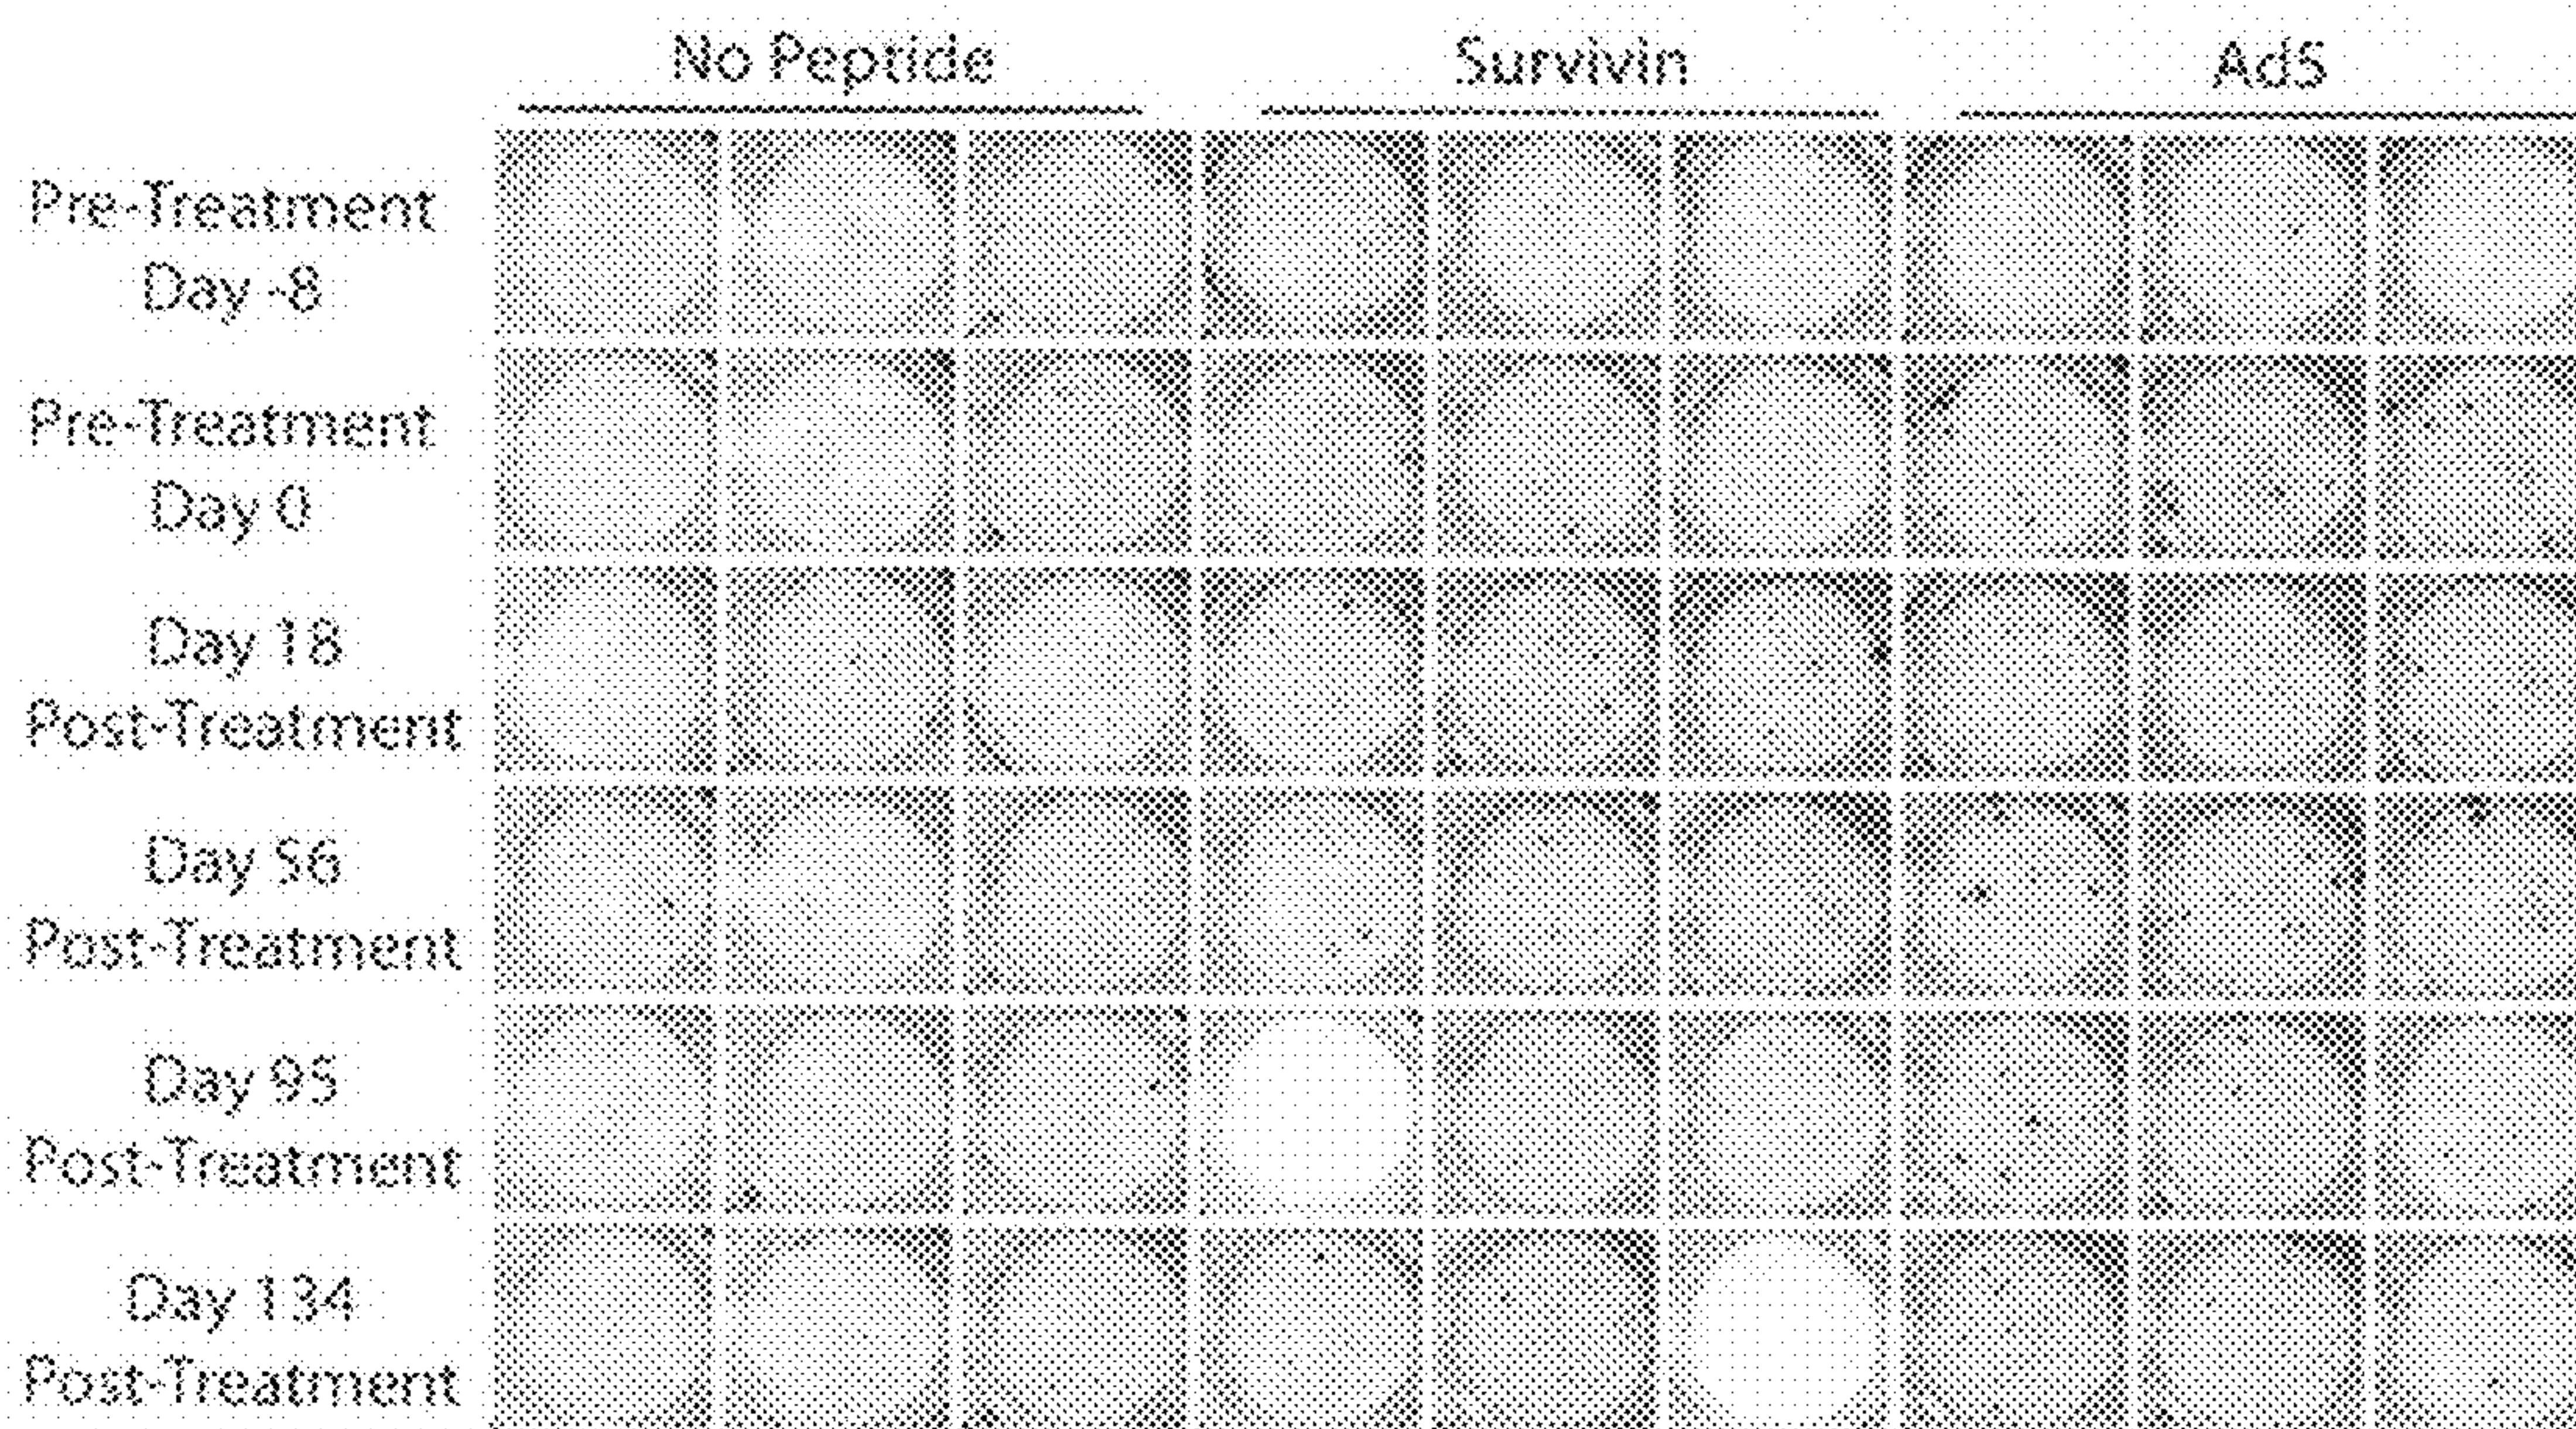 No Peptide Survivin Ad5
Pre-Treatment
Day -8
Pre-Treatment
Day 0
Day 18
Post-Treatment
Day 56
Post-Treatment
Day 95
Post-Treatment
Day 134
Post-Treatment